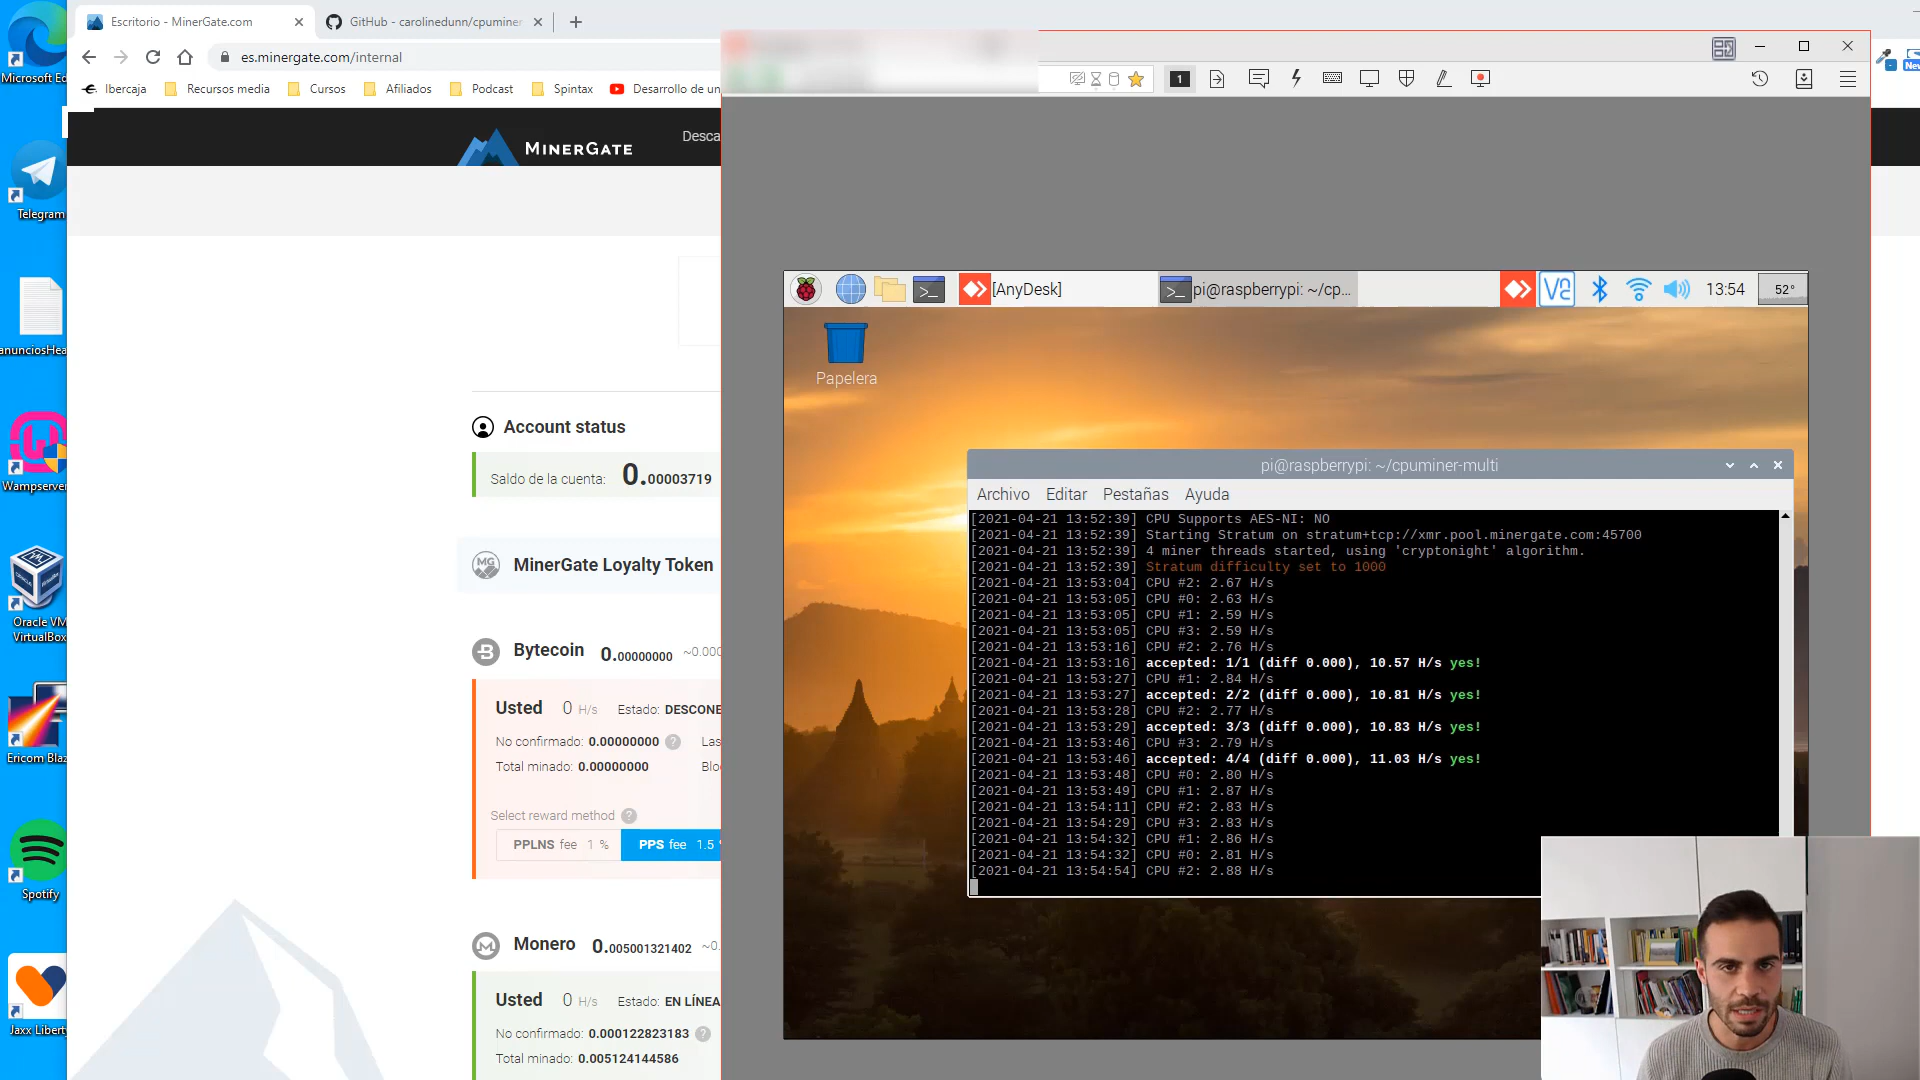 Escritorio - MinerGate.com
GitHub - carolinedunn/cpuminer
es.minergate.com/internal
Ibercaja
Recursos media
Cursos
Afiliados
Podcast
Spintax
Desarrollo de un
New
1
Microsoft Ed
Telegram
anunciosHea
Wampserver
Oracle VM
VirtualBox
Ericom Blaz
Spotify
Jaxx Liberty
MINERGATE
Desca
Account status
Saldo de la cuenta: 0.00003719
MG
MinerGate Loyalty Token
Bytecoin 0.00000000 ~0.000
Usted 0 H/s Estado: DESCONE
No confirmado: 0.00000000 ? Las
Total minado: 0.00000000 Blo
Select reward method ?
PPLNS fee 1 %
PPS fee 1.5 %
Monero 0.005001321402 ~0.
Usted 0 H/s Estado: EN LÍNEA
No confirmado: 0.000122823183 ?
Total minado: 0.005124144586
[AnyDesk]
pi@raspberrypi: ~/cp...
13:54
52°
Papelera
pi@raspberrypi: ~/cpuminer-multi
Archivo Editar Pestañas Ayuda
[2021-04-21 13:52:39] CPU Supports AES-NI: NO
[2021-04-21 13:52:39] Starting Stratum on stratum+tcp://xmr.pool.minergate.com:45700
[2021-04-21 13:52:39] 4 miner threads started, using 'cryptonight' algorithm.
[2021-04-21 13:52:39] Stratum difficulty set to 1000
[2021-04-21 13:53:04] CPU #2: 2.67 H/s
[2021-04-21 13:53:05] CPU #0: 2.63 H/s
[2021-04-21 13:53:05] CPU #1: 2.59 H/s
[2021-04-21 13:53:05] CPU #3: 2.59 H/s
[2021-04-21 13:53:16] CPU #2: 2.76 H/s
[2021-04-21 13:53:16] accepted: 1/1 (diff 0.000), 10.57 H/s yes!
[2021-04-21 13:53:27] CPU #1: 2.84 H/s
[2021-04-21 13:53:27] accepted: 2/2 (diff 0.000), 10.81 H/s yes!
[2021-04-21 13:53:28] CPU #2: 2.77 H/s
[2021-04-21 13:53:29] accepted: 3/3 (diff 0.000), 10.83 H/s yes!
[2021-04-21 13:53:46] CPU #3: 2.79 H/s
[2021-04-21 13:53:46] accepted: 4/4 (diff 0.000), 11.03 H/s yes!
[2021-04-21 13:53:48] CPU #0: 2.80 H/s
[2021-04-21 13:53:49] CPU #1: 2.87 H/s
[2021-04-21 13:54:11] CPU #2: 2.83 H/s
[2021-04-21 13:54:29] CPU #3: 2.83 H/s
[2021-04-21 13:54:32] CPU #1: 2.86 H/s
[2021-04-21 13:54:32] CPU #0: 2.81 H/s
[2021-04-21 13:54:54] CPU #2: 2.88 H/s